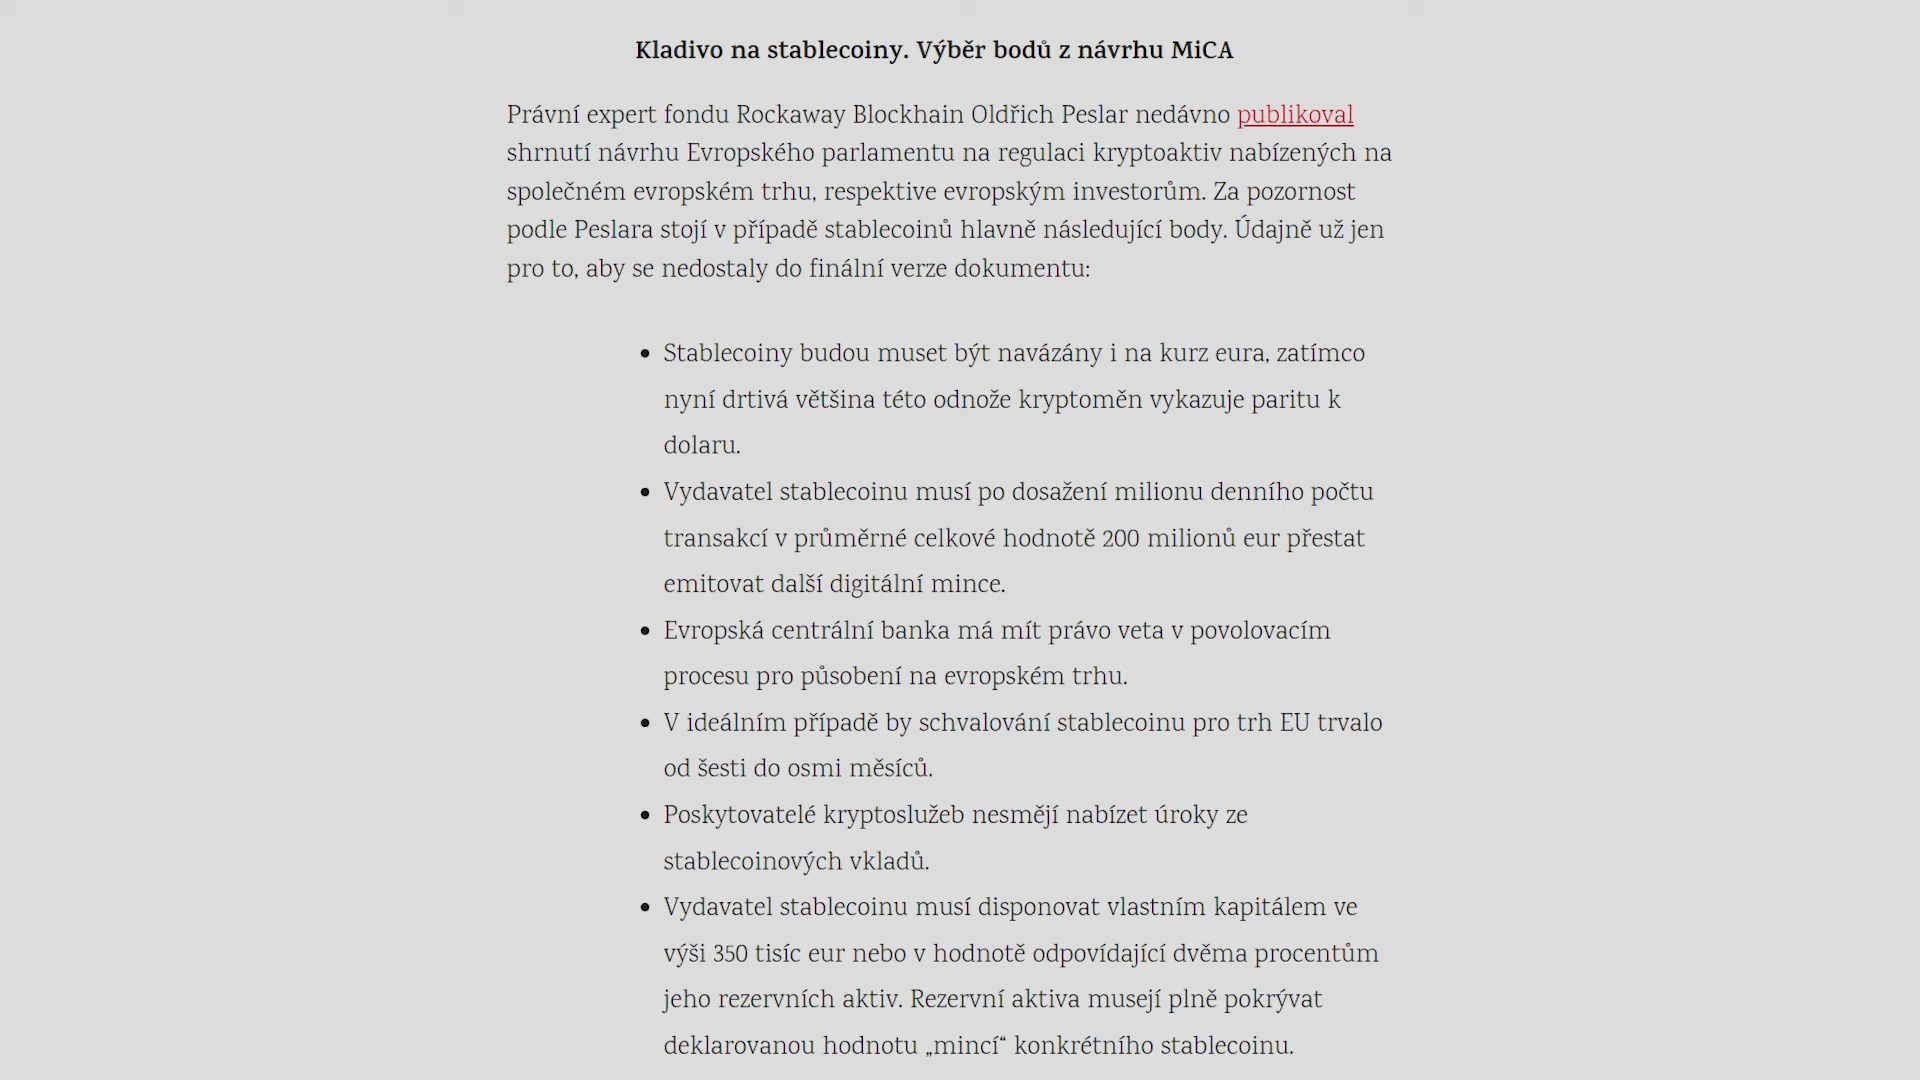 Kladivo na stablecoiny. Výběr bodů z návrhu MiCA
Právní expert fondu Rockaway Blockhain Oldřich Peslar nedávno publikoval
shrnutí návrhu Evropského parlamentu na regulaci kryptoaktiv nabízených na
společném evropském trhu, respektive evropským investorům. Za pozornost
podle Peslara stojí v případě stablecoinů hlavně následující body. Údajně už jen
pro to, aby se nedostaly do finální verze dokumentu:
• Stablecoiny budou muset být navázány i na kurz eura, zatímco
nyní drtivá většina této odnože kryptoměn vykazuje paritu k
dolaru.
• Vydavatel stablecoinu musí po dosažení milionu denního počtu
transakcí v průměrné celkové hodnotě 200 milionů eur přestat
emitovat další digitální mince.
• Evropská centrální banka má mít právo veta v povolovacím
procesu pro působení na evropském trhu.
• V ideálním případě by schvalování stablecoinu pro trh EU trvalo
od šesti do osmi měsíců.
• Poskytovatelé kryptoslužeb nesmějí nabízet úroky ze
stablecoinových vkladů.
• Vydavatel stablecoinu musí disponovat vlastním kapitálem ve
výši 350 tisíc eur nebo v hodnotě odpovídající dvěma procentům
jeho rezervních aktiv. Rezervní aktiva musejí plně pokrývat
deklarovanou hodnotu „mincí“ konkrétního stablecoinu.